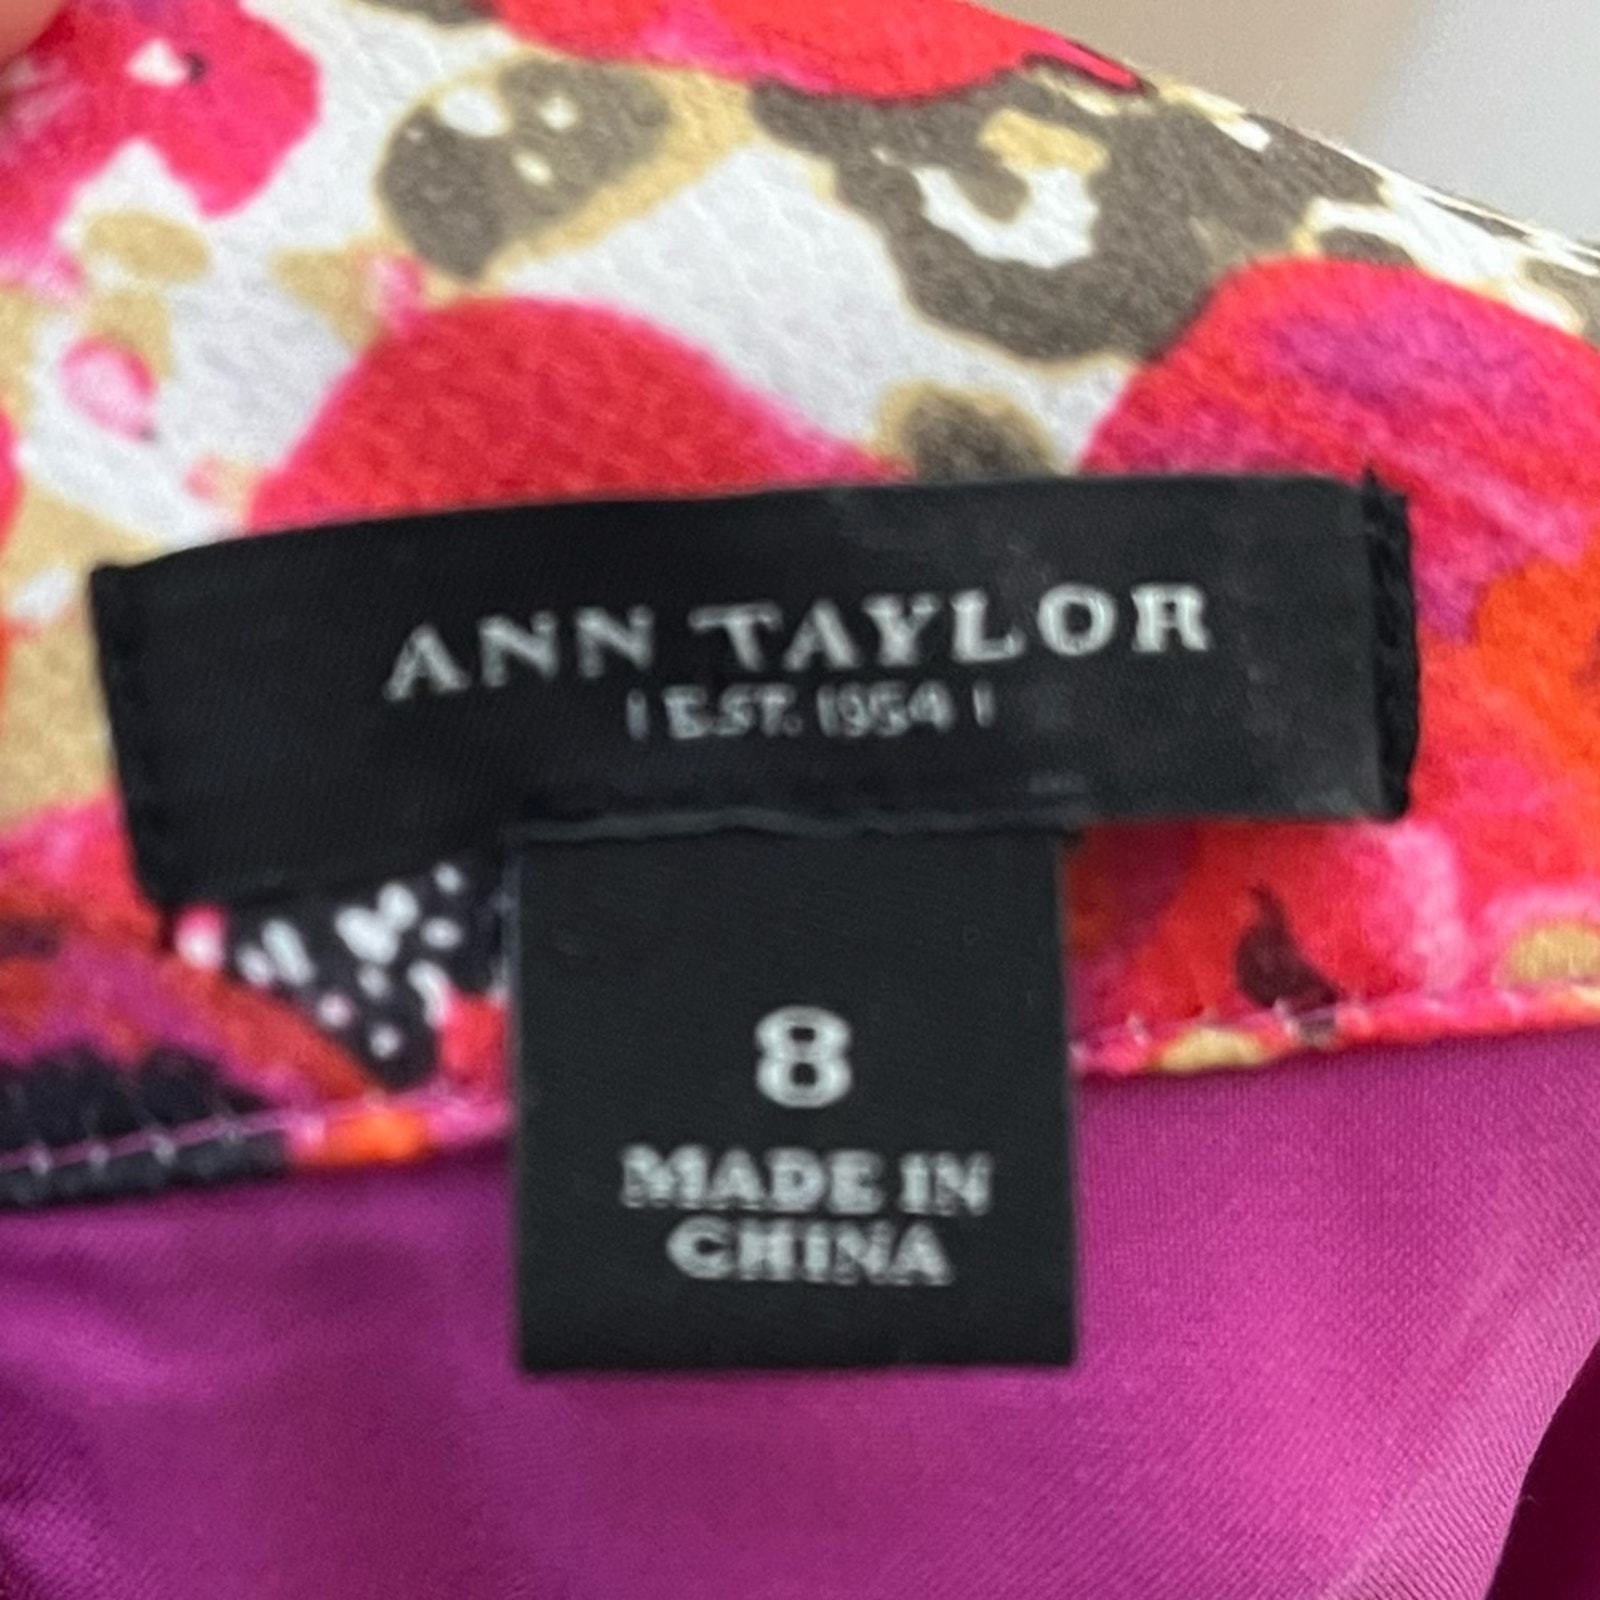 ANN TAYLOR
| EST. 1954 |
8
MADE IN
CHINA